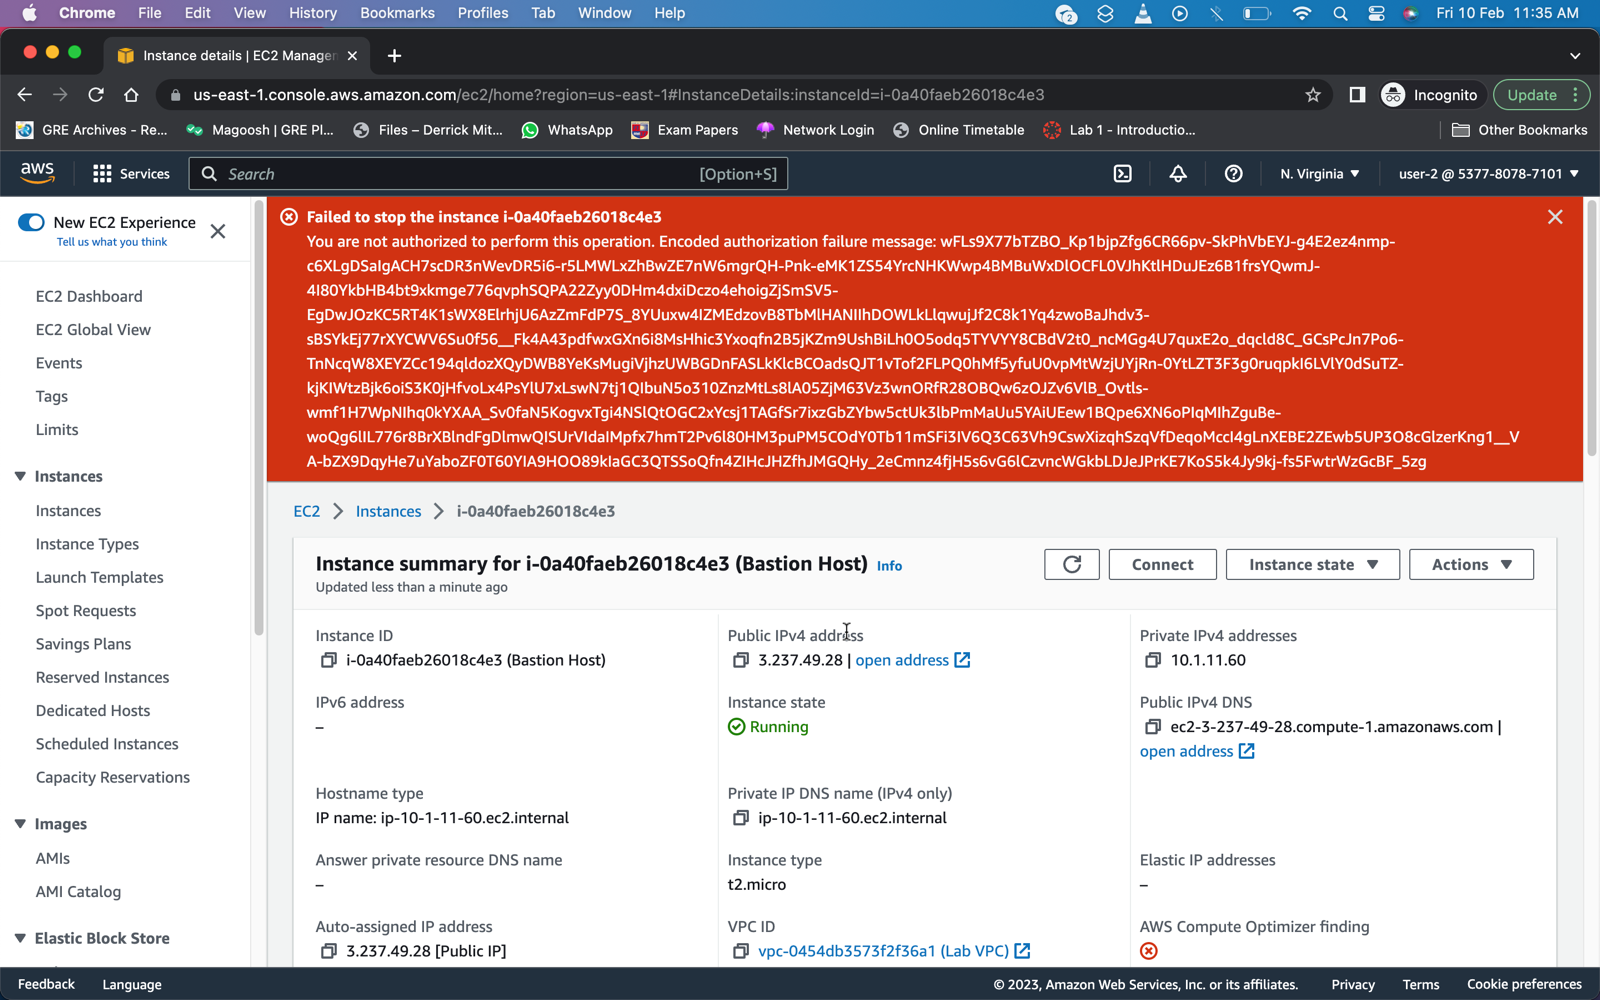 Chrome File Edit View History Bookmarks Profiles Tab Window Help 2 Fri 10 Feb 11:35 AM
Instance details | EC2 Manage
us-east-1.console.aws.amazon.com/ec2/home?region=us-east-1#InstanceDetails:instanceId=i-0a40faeb26018c4e3 Incognito Update
GRE Archives - Re... Magoosh | GRE Pl... Files – Derrick Mit... WhatsApp Exam Papers Network Login Online Timetable Lab 1 - Introductio... Other Bookmarks
aws Services Search [Option+S] N. Virginia user-2 @ 5377-8078-7101
New EC2 Experience
Tell us what you think
EC2 Dashboard
EC2 Global View
Events
Tags
Limits
Instances
Instances
Instance Types
Launch Templates
Spot Requests
Savings Plans
Reserved Instances
Dedicated Hosts
Scheduled Instances
Capacity Reservations
Images
AMIs
AMI Catalog
Elastic Block Store
Failed to stop the instance i-0a40faeb26018c4e3
You are not authorized to perform this operation. Encoded authorization failure message: wFLs9X77bTZBO_Kp1bjpZfg6CR66pv-SkPhVbEYJ-g4E2ez4nmp-
c6XLgDSaIgACH7scDR3nWevDR5i6-r5LMWLxZhBwZE7nW6mgrQH-Pnk-eMK1ZS54YrcNHKWwp4BMBuWxDlOCFL0VJhKtlHDuJEz6B1frsYQwmJ-
4I80YkbHB4bt9xkmge776qvphSQPA22Zyy0DHm4dxiDczo4ehoigZjSmSV5-
EgDwJOzKC5RT4K1sWX8ElrhjU6AzZmFdP7S_8YUuxw4IZMEdzovB8TbMlHANIIhDOWLkLlqwujJf2C8k1Yq4zwoBaJhdv3-
sBSYkEj77rXYCWV6Su0f56__Fk4A43pdfwxGXn6i8MsHhic3Yxoqfn2B5jKZm9UshBiLh0O5odq5TYVYY8CBdV2t0_ncMGg4U7quxE2o_dqcld8C_GCsPcJn7Po6-
TnNcqW8XEYZCc194qldozXQyDWB8YeKsMugiVjhzUWBGDnFASLkKlcBCOadsQJT1vTof2FLPQ0hMf5yfuU0vpMtWzjUYjRn-0YtLZT3F3g0ruqpkI6LVlY0dSuTZ-
kjKIWtzBjk6oiS3K0jHfvoLx4PsYlU7xLswN7tj1QIbuN5o310ZnzMtLs8lA05ZjM63Vz3wnORfR28OBQw6zOJZv6VlB_Ovtls-
wmf1H7WpNIhq0kYXAA_Sv0faN5KogvxTgi4NSlQtOGC2xYcsj1TAGfSr7ixzGbZYbw5ctUk3lbPmMaUu5YAiUEew1BQpe6XN6oPIqMIhZguBe-
woQg6lIL776r8BrXBlndFgDlmwQISUrVIdaIMpfx7hmT2Pv6l80HM3puPM5COdY0Tb11mSFi3IV6Q3C63Vh9CswXizqhSzqVfDeqoMccI4gLnXEBE2ZEwb5UP3O8cGlzerKng1__V
A-bZX9DqyHe7uYaboZF0T60YIA9HOO89kIaGC3QTSSoQfn4ZIHcJHZfhJMGQHy_2eCmnz4fjH5s6vG6lCzvncWGkbLDJeJPrKE7KoS5k4Jy9kj-fs5FwtrWzGcBF_5zg
EC2 Instances i-0a40faeb26018c4e3
Instance summary for i-0a40faeb26018c4e3 (Bastion Host) Info
Updated less than a minute ago
Connect Instance state Actions
Instance ID
i-0a40faeb26018c4e3 (Bastion Host)
Public IPv4 address
3.237.49.28 | open address
Private IPv4 addresses
10.1.11.60
IPv6 address
–
Instance state
Running
Public IPv4 DNS
ec2-3-237-49-28.compute-1.amazonaws.com |
open address
Hostname type
IP name: ip-10-1-11-60.ec2.internal
Private IP DNS name (IPv4 only)
ip-10-1-11-60.ec2.internal
Answer private resource DNS name
–
Instance type
t2.micro
Elastic IP addresses
–
Auto-assigned IP address
3.237.49.28 [Public IP]
VPC ID
vpc-0454db3573f2f36a1 (Lab VPC)
AWS Compute Optimizer finding
Feedback Language © 2023, Amazon Web Services, Inc. or its affiliates. Privacy Terms Cookie preferences